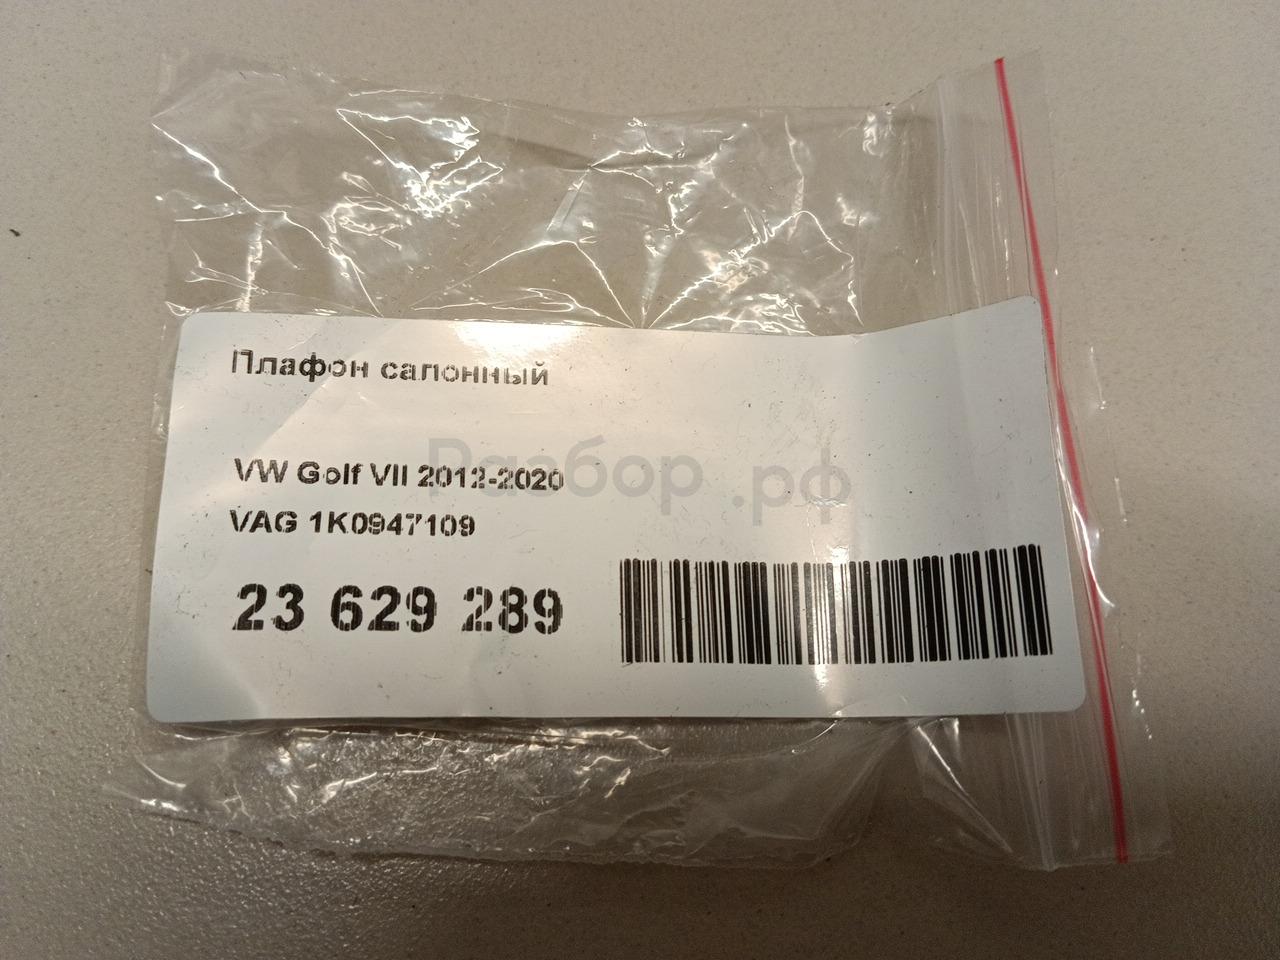 Плафон салонный
VW Golf VII 2012-2020
Разбор.рф
VAG 1K0947109
23 629 289